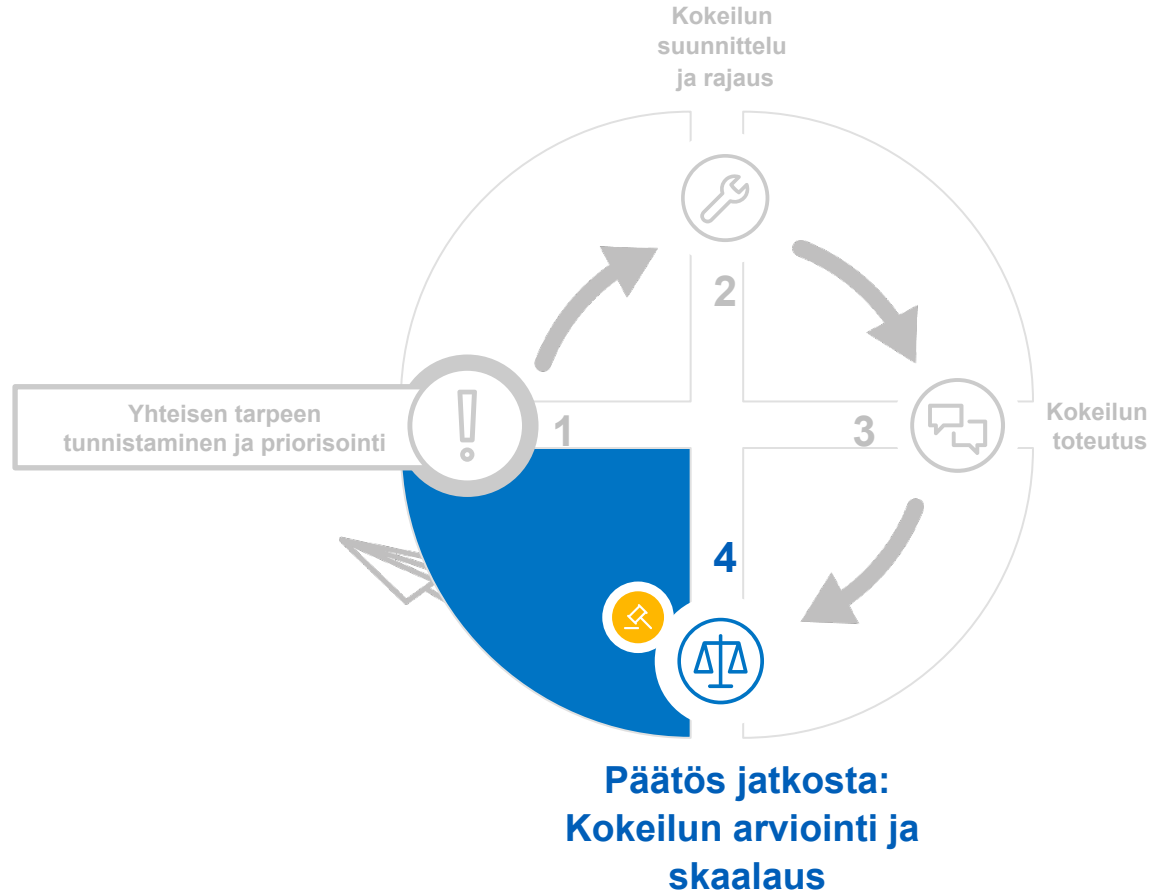 Kokeilun
suunnittelu
ja rajaus
2
Yhteisen tarpeen
tunnistaminen ja priorisointi
1
3
Kokeilun
toteutus
4
Päätös jatkosta:
Kokeilun arviointi ja
skaalaus